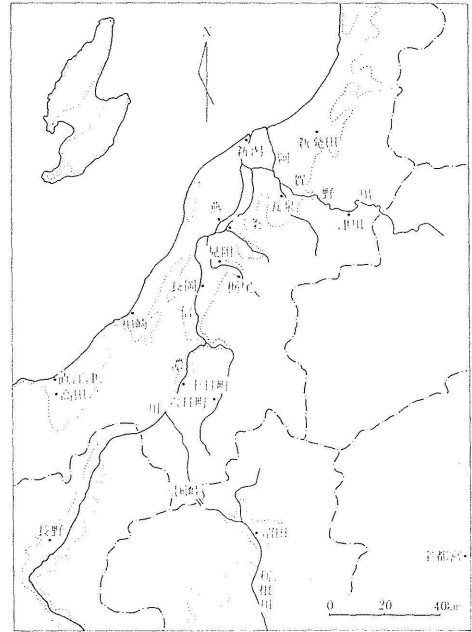 N
新潟
新発田
阿賀野川
五泉
津川
燕
三条
見附
栃尾
長岡
信濃川
柏崎
直江津
高田
十日町
六日町
長野
沼田
利根川
宇都宮
0 20 40km